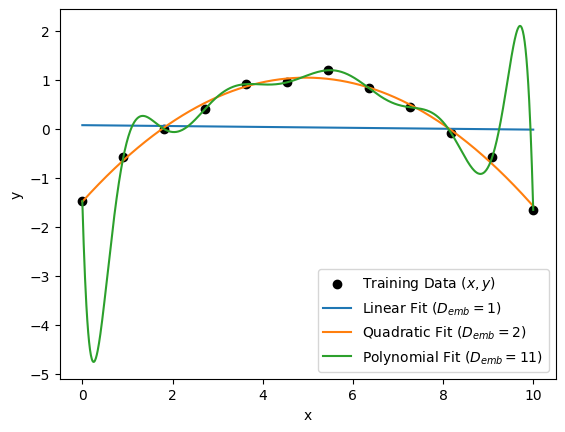 2
1
0
−1
−2
−3
−4
−5
y
Training Data (x, y)
Linear Fit (D_emb = 1)
Quadratic Fit (D_emb = 2)
Polynomial Fit (D_emb = 11)
0 2 4 6 8 10
x